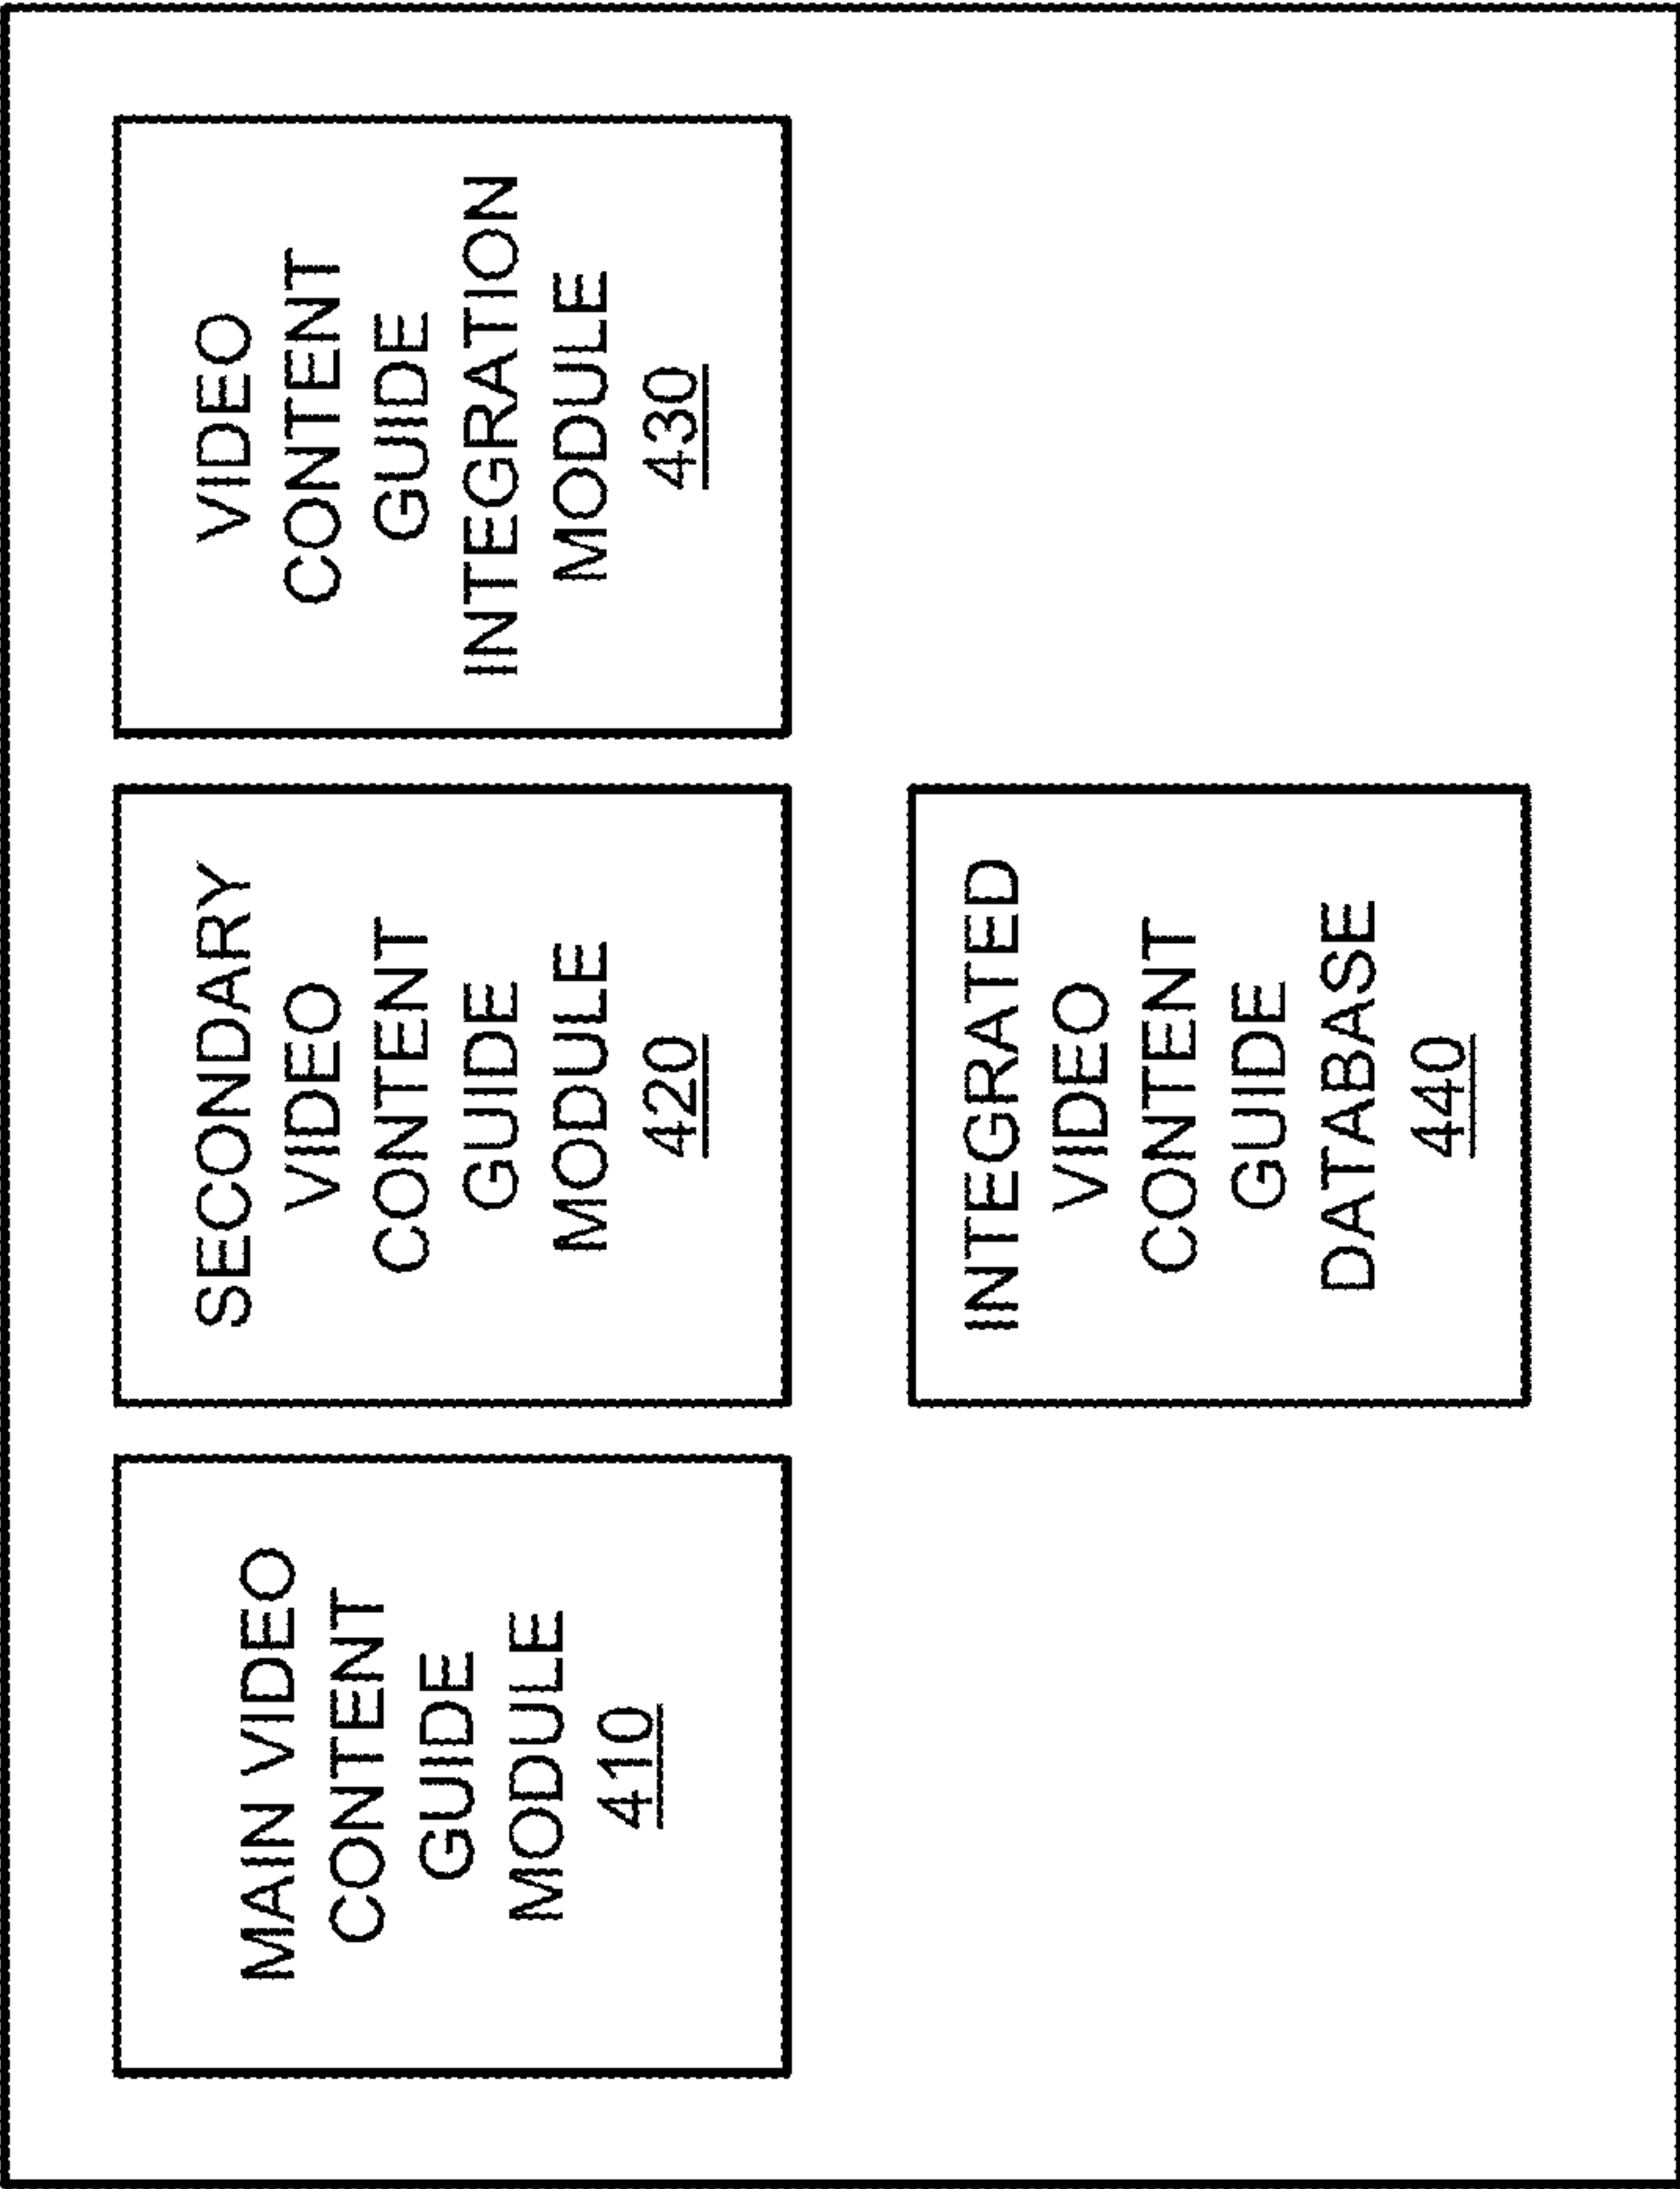 MAIN VIDEO
CONTENT
GUIDE
MODULE
410
SECONDARY
VIDEO
CONTENT
GUIDE
MODULE
420
VIDEO
CONTENT
GUIDE
INTEGRATION
MODULE
430
INTEGRATED
VIDEO
CONTENT
GUIDE
DATABASE
440